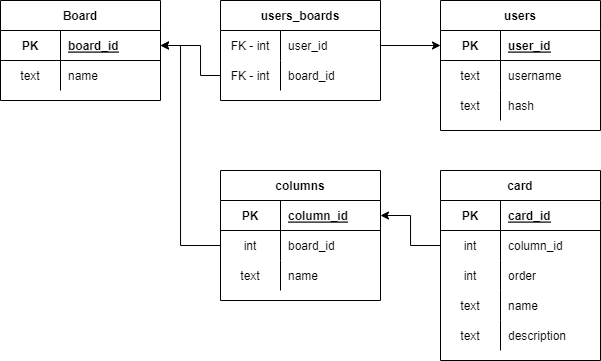 Board
PK board_id
text name
users_boards
FK - int user_id
FK - int board_id
users
PK user_id
text username
text hash
columns
PK column_id
int board_id
text name
card
PK card_id
int column_id
int order
text name
text description